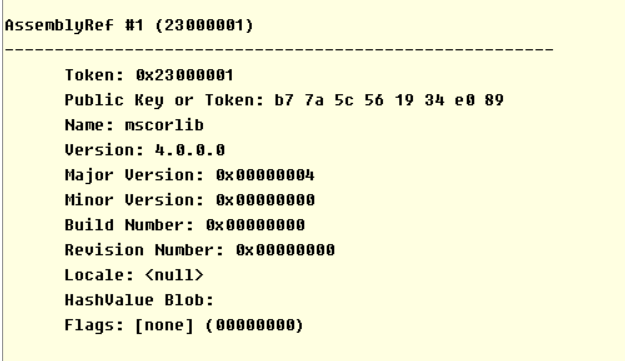 AssemblyRef #1 (23000001)
-------------------------------------------------------
Token: 0x23000001
Public Key or Token: b7 7a 5c 56 19 34 e0 89
Name: mscorlib
Version: 4.0.0.0
Major Version: 0x00000004
Minor Version: 0x00000000
Build Number: 0x00000000
Revision Number: 0x00000000
Locale: <null>
HashValue Blob:
Flags: [none] (00000000)